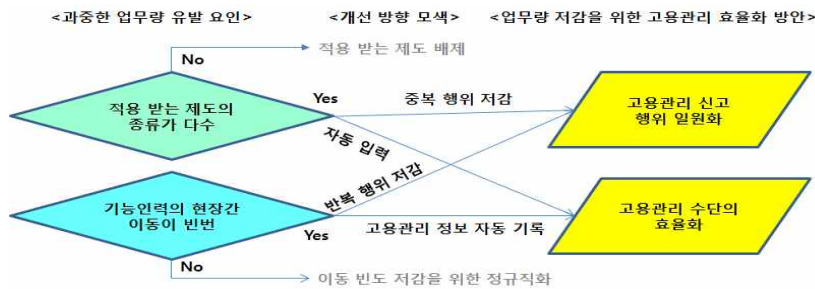 <과중한 업무량 유발 요인> <개선 방향 모색> <업무량 저감을 위한 고용관리 효율화 방안>
No
적용 받는 제도 배제
적용 받는 제도의
종류가 다수
Yes
중복 행위 저감
자동 입력
고용관리 신고
행위 일원화
기능인력의 현장간
이동이 빈번
Yes
반복 행위 저감
고용관리 정보 자동 기록
고용관리 수단의
효율화
No
이동 빈도 저감을 위한 정규직화